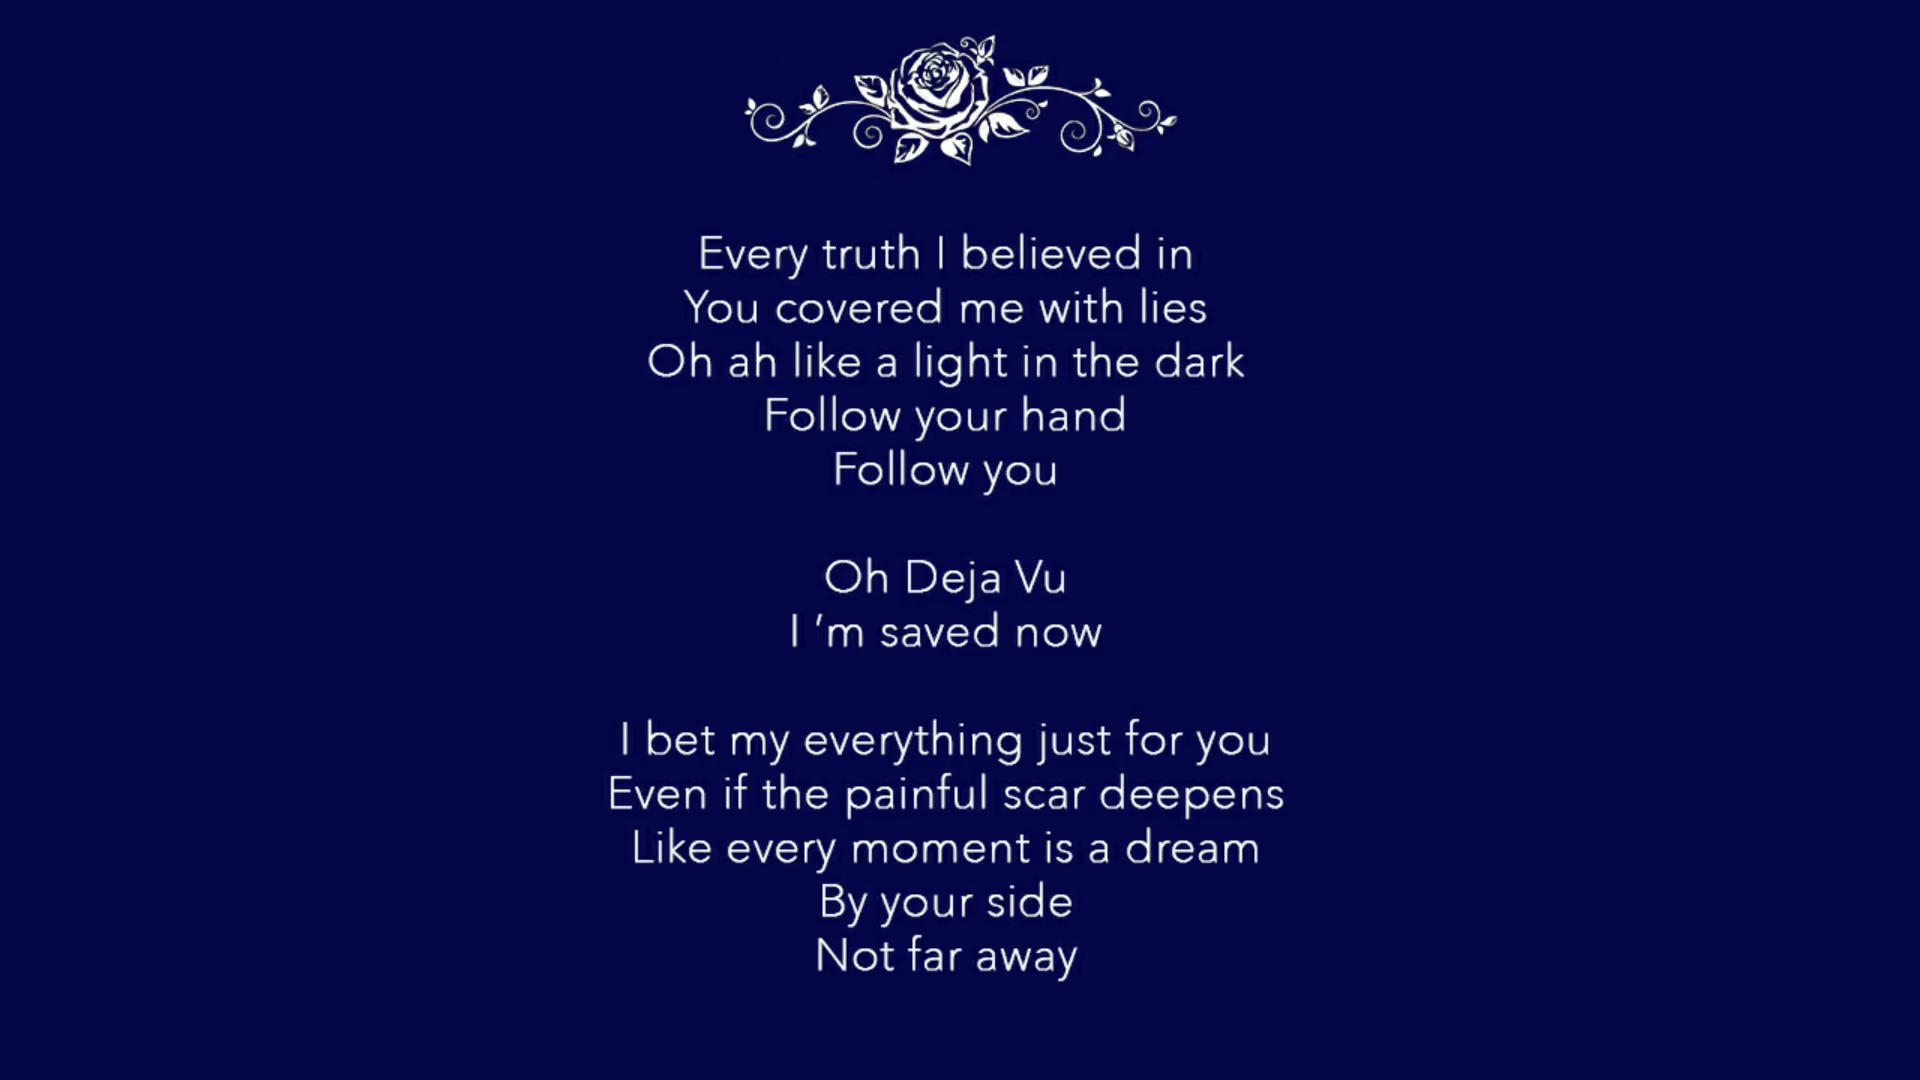 Every truth I believed in
You covered me with lies
Oh ah like a light in the dark
Follow your hand
Follow you
Oh Deja Vu
I 'm saved now
I bet my everything just for you
Even if the painful scar deepens
Like every moment is a dream
By your side
Not far away